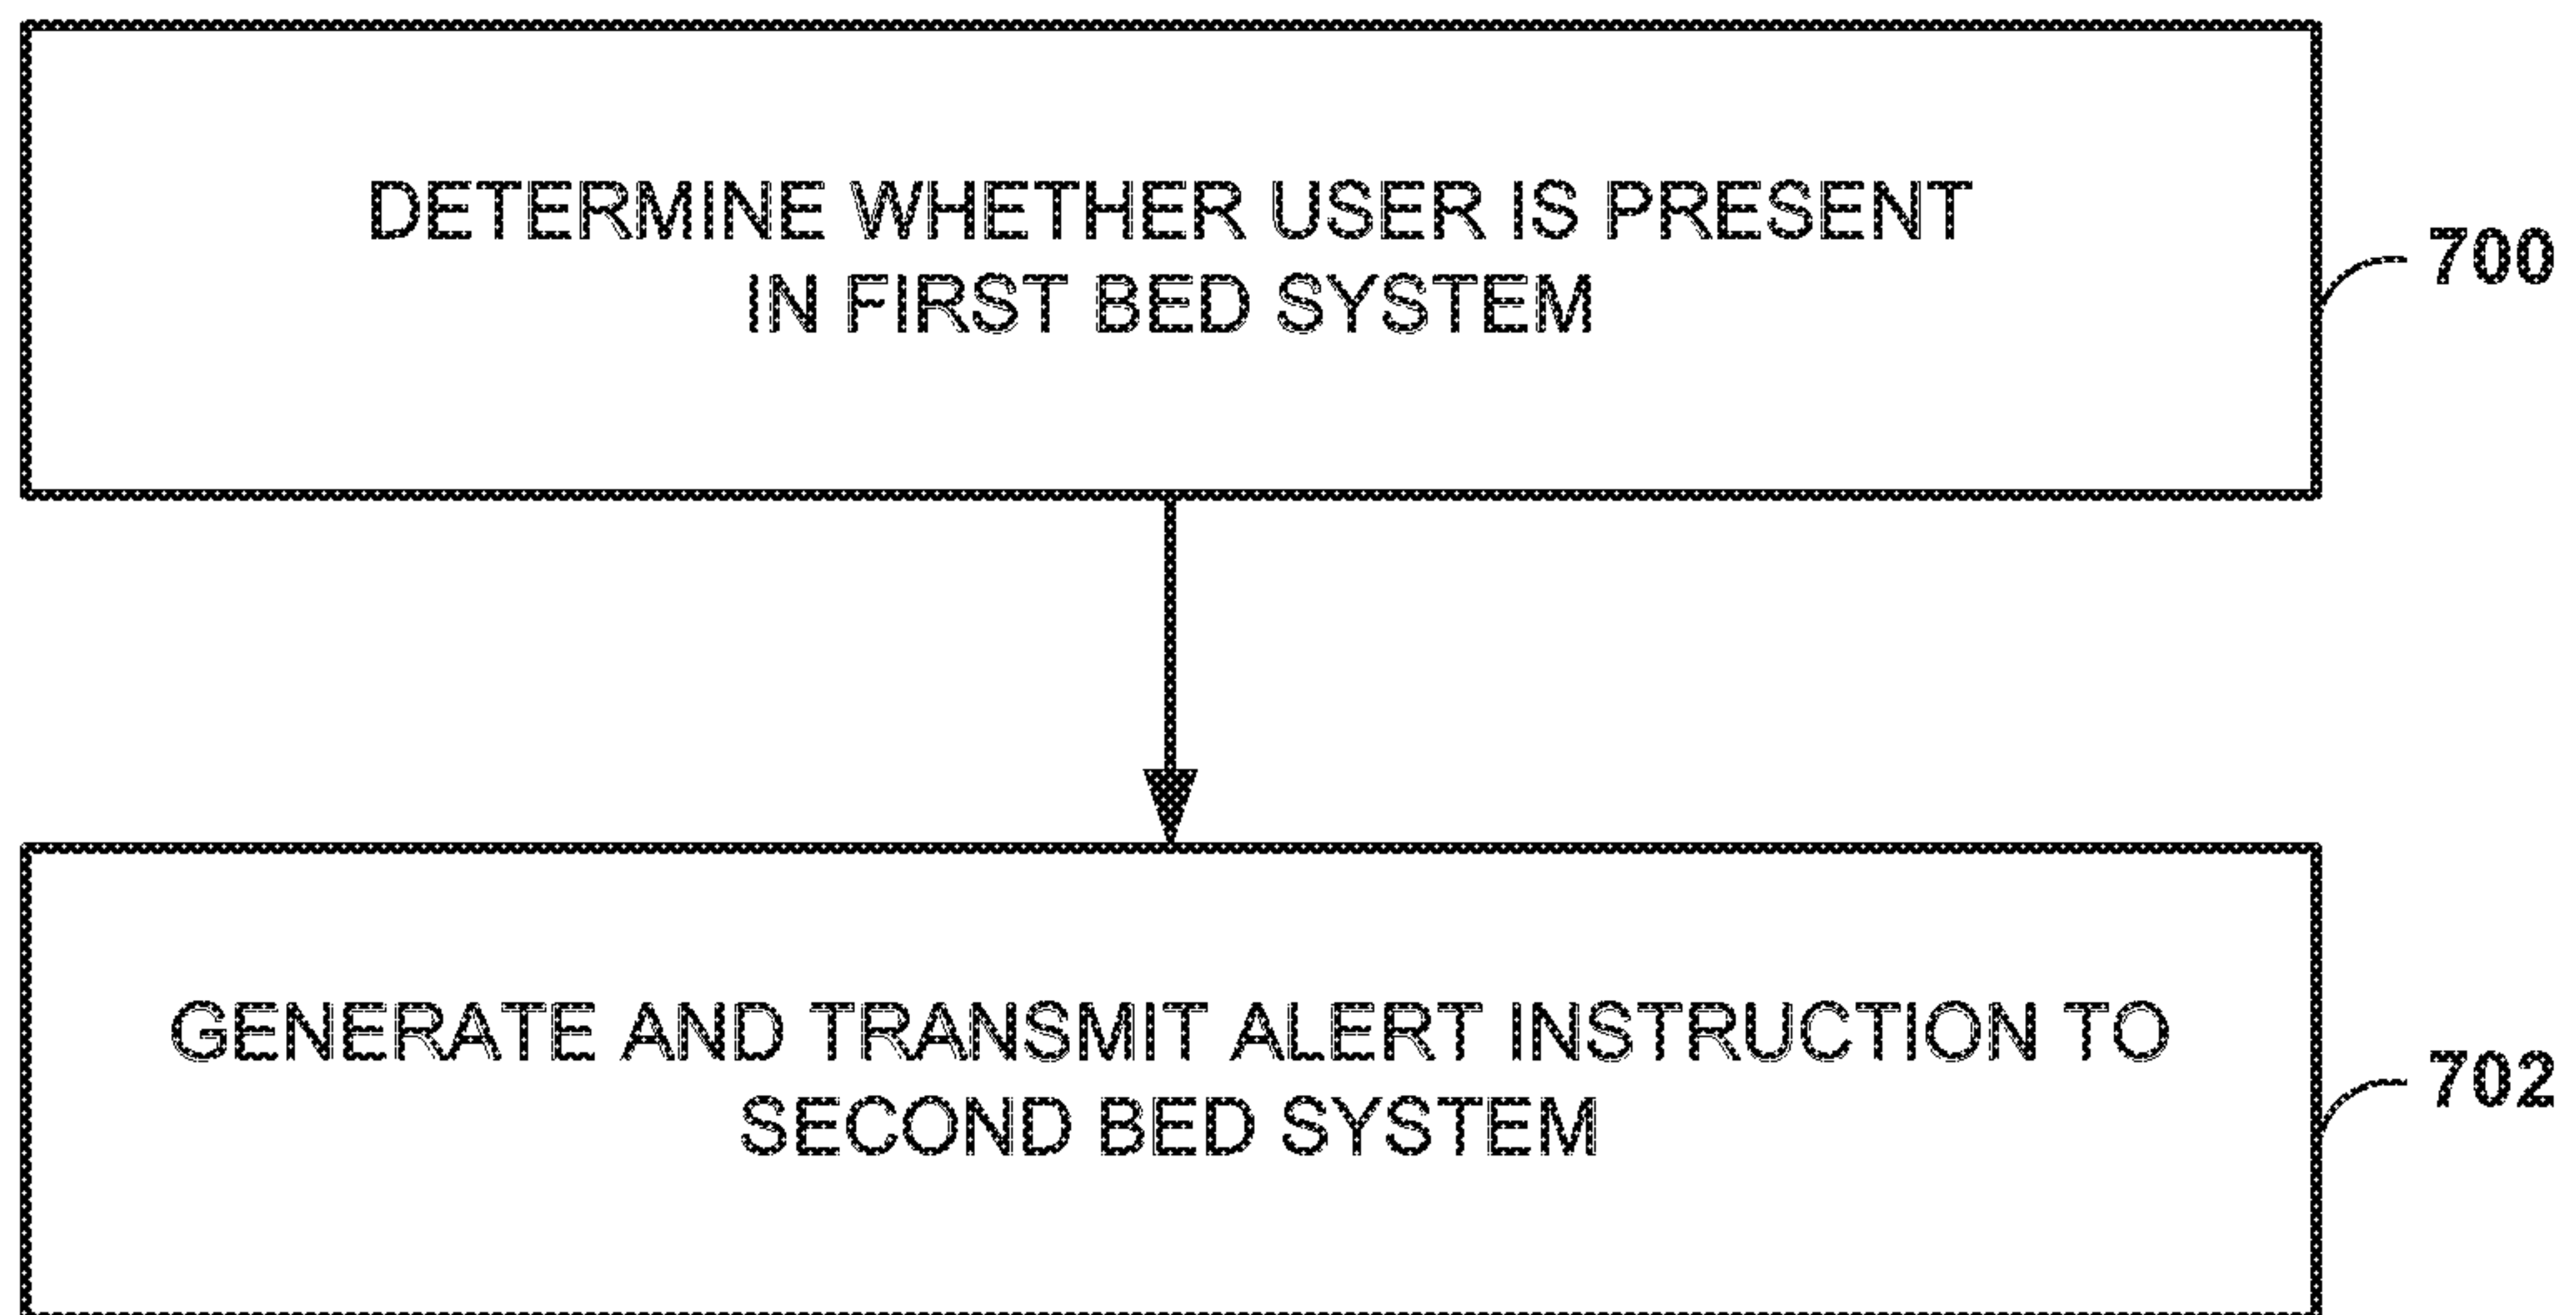 DETERMINE WHETHER USER IS PRESENT
IN FIRST BED SYSTEM
700
GENERATE AND TRANSMIT ALERT INSTRUCTION TO
SECOND BED SYSTEM
702